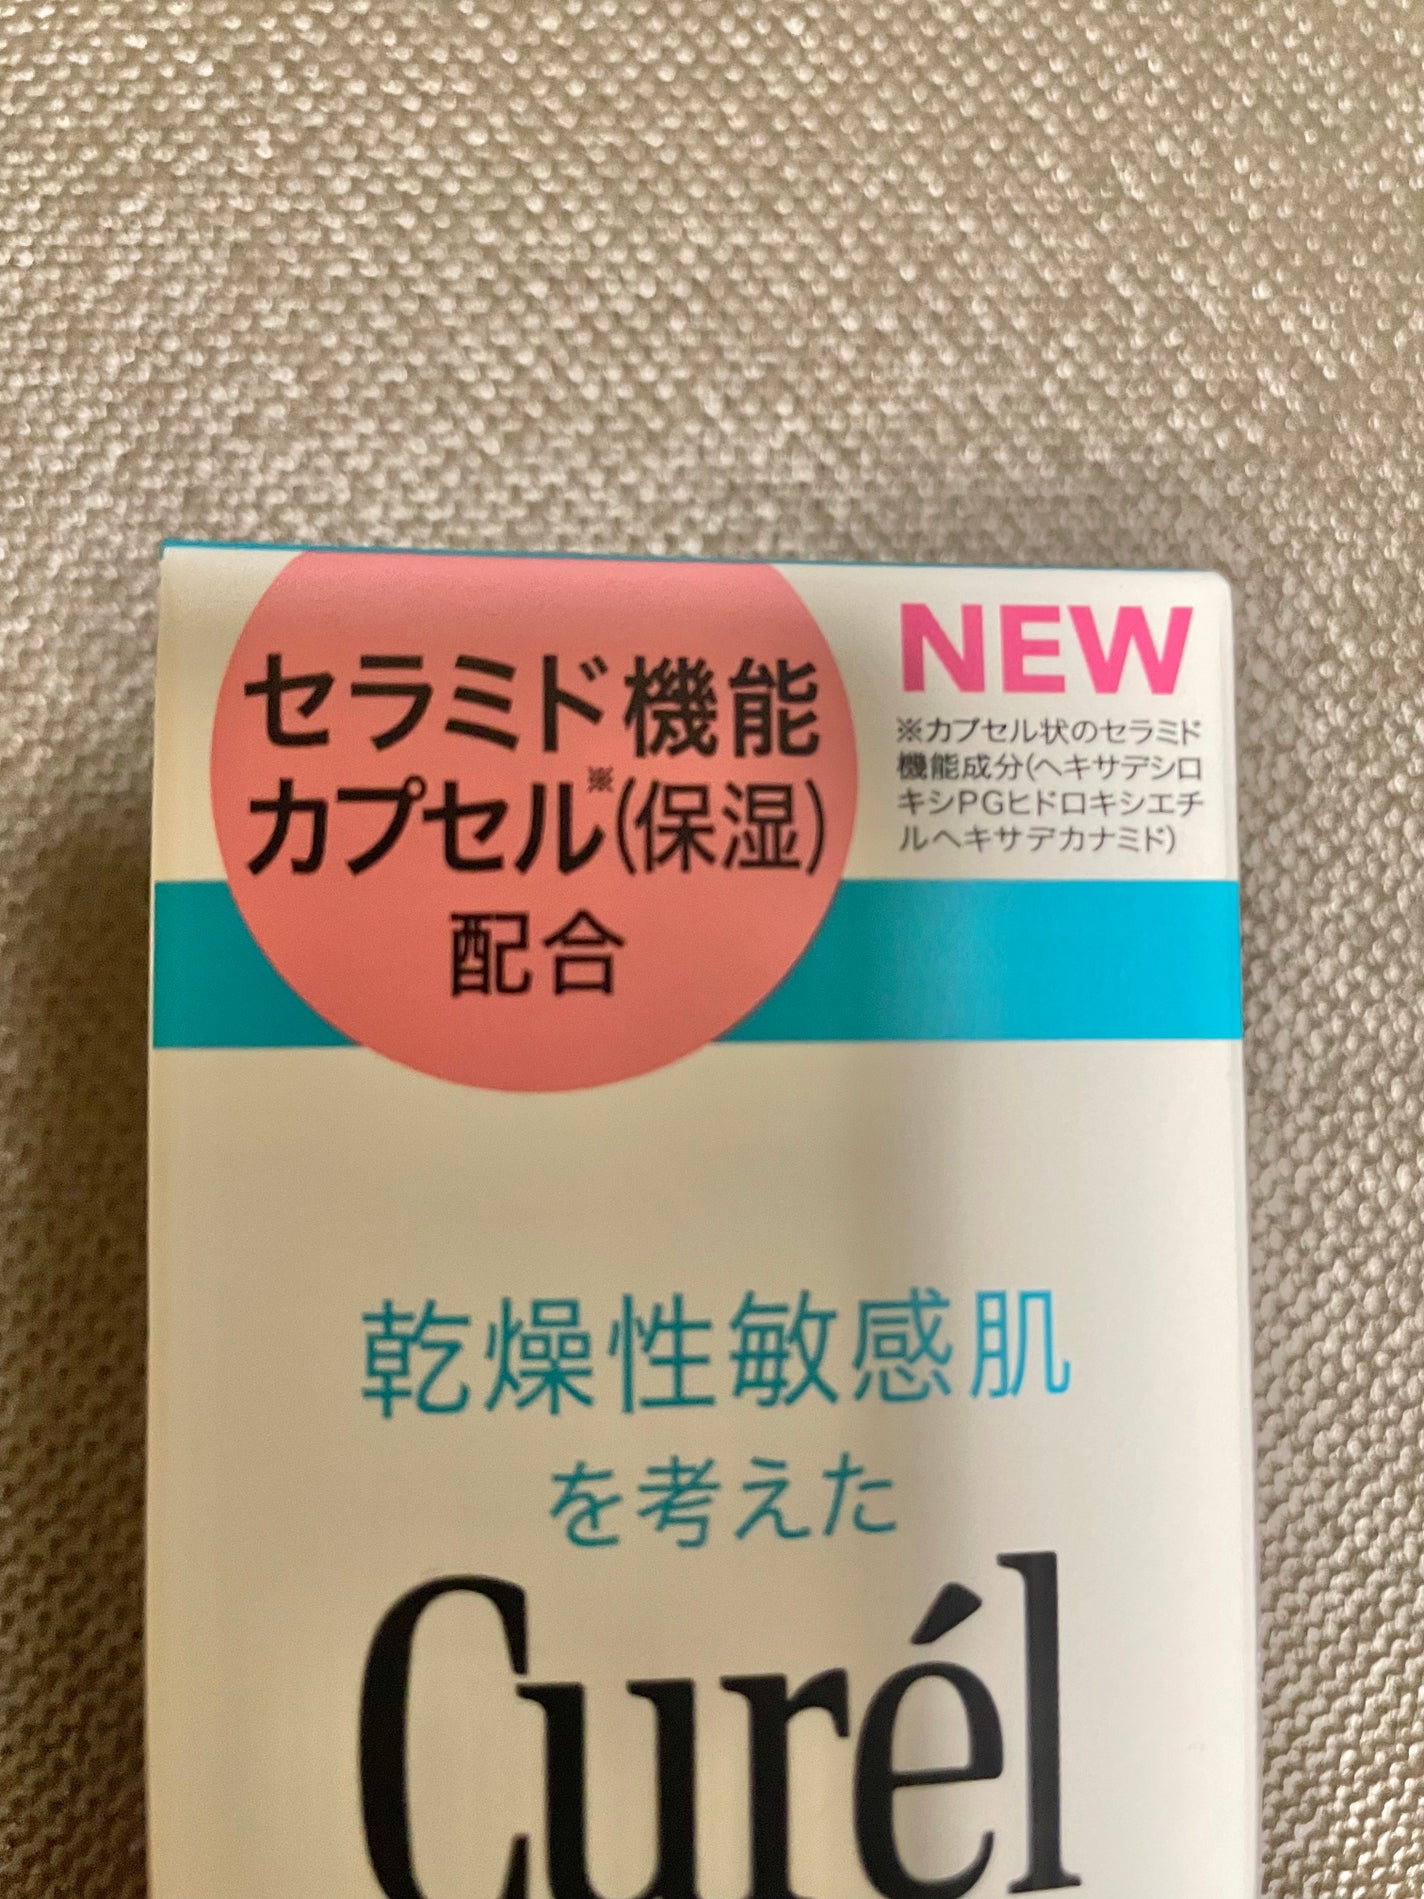 セラミド機能
カプセル※(保湿)
配合
NEW
※カプセル状のセラミド
機能成分(ヘキサデシロ
キシPGヒドロキシエチ
ルヘキサデカナミド)
乾燥性敏感肌
を考えた
Curél